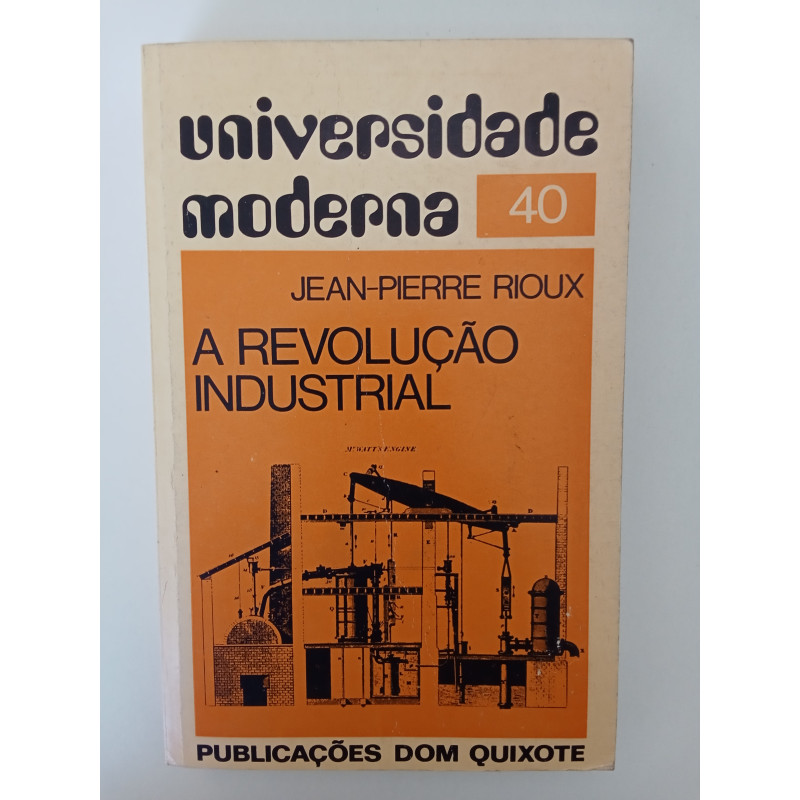 universidade
moderna 40
JEAN-PIERRE RIOUX
A REVOLUÇÃO
INDUSTRIAL
Mr WATT'S ENGINE
PUBLICAÇÕES DOM QUIXOTE